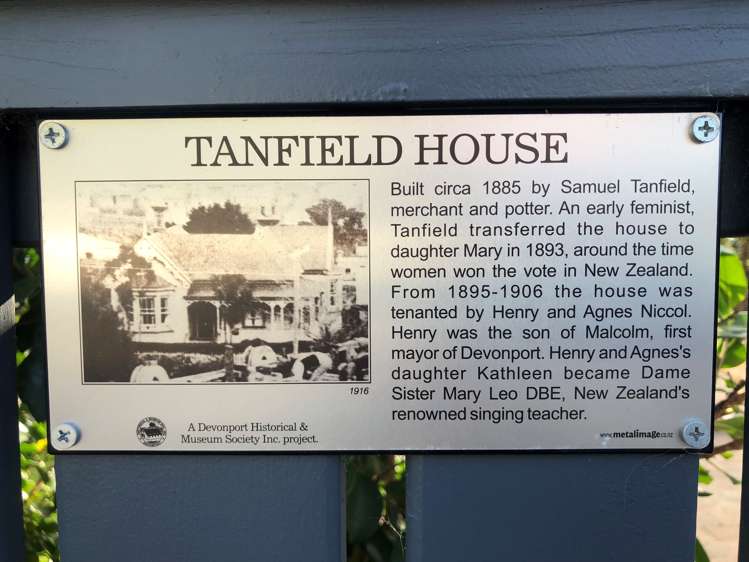 TANFIELD HOUSE
Built circa 1885 by Samuel Tanfield,
merchant and potter. An early feminist,
Tanfield transferred the house to
daughter Mary in 1893, around the time
women won the vote in New Zealand.
From 1895-1906 the house was
tenanted by Henry and Agnes Niccol.
Henry was the son of Malcolm, first
mayor of Devonport. Henry and Agnes's
daughter Kathleen became Dame
Sister Mary Leo DBE, New Zealand's
renowned singing teacher.
1916
A Devonport Historical &
Museum Society Inc. project.
www.metalimage.co.nz